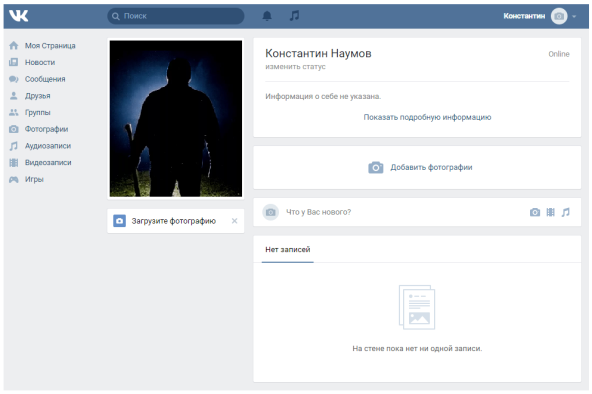 Поиск
Константин
Моя Страница
Новости
Сообщения
Друзья
Группы
Фотографии
Аудиозаписи
Видеозаписи
Игры
Загрузите фотографию
Константин Наумов
Online
изменить статус
Информация о себе не указана.
Показать подробную информацию
Добавить фотографии
Что у Вас нового?
Нет записей
На стене пока нет ни одной записи.